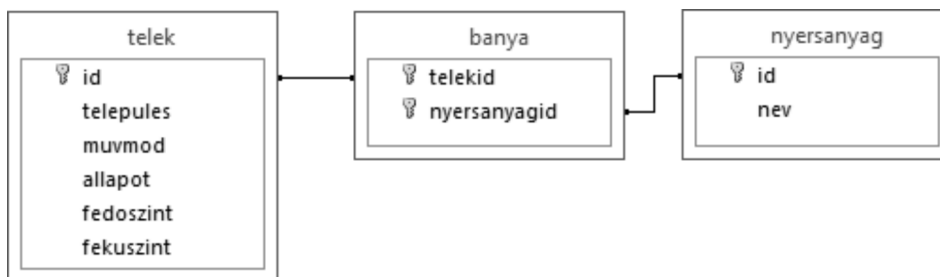 telek
id
telepules
muvmod
allapot
fedoszint
fekuszint
banya
telekid
nyersanyagid
nyersanyag
id
nev